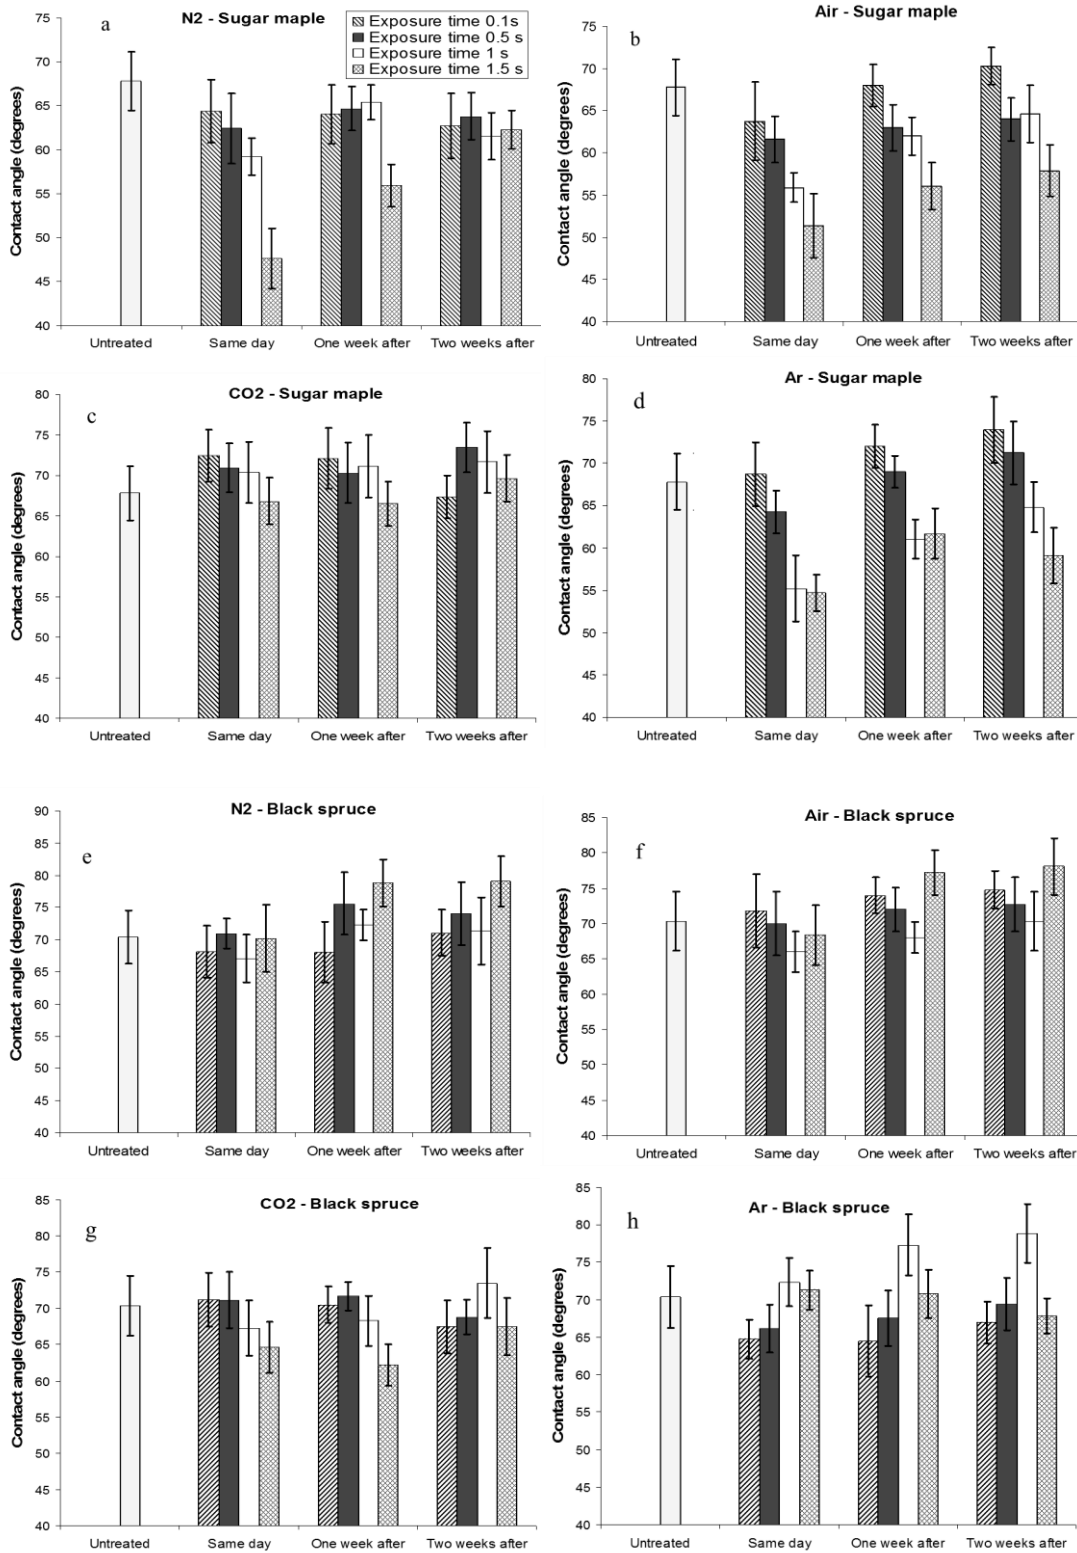 N2 - Sugar maple
a
Exposure time 0.1s
Exposure time 0.5 s
Exposure time 1 s
Exposure time 1.5 s
Contact angle (degrees)
75
70
65
60
55
50
45
40
Untreated Same day One week after Two weeks after
Air - Sugar maple
b
Contact angle (degrees)
75
70
65
60
55
50
45
40
Untreated Same day One week after Two weeks after
CO2 - Sugar maple
c
Contact angle (degrees)
80
75
70
65
60
55
50
45
40
Untreated Same day One week after Two weeks after
Ar - Sugar maple
d
Contact angle (degrees)
80
75
70
65
60
55
50
45
40
Untreated Same day One week after Two weeks after
N2 - Black spruce
e
Contact angle (degrees)
90
85
80
75
70
65
60
55
50
45
40
Untreated Same day One week after Two weeks after
Air - Black spruce
f
Contact angle (degrees)
85
80
75
70
65
60
55
50
45
40
Untreated Same day One week after Two weeks after
CO2 - Black spruce
g
Contact angle (degrees)
85
80
75
70
65
60
55
50
45
40
Untreated Same day One week after Two weeks after
Ar - Black spruce
h
Contact angle (degrees)
85
80
75
70
65
60
55
50
45
40
Untreated Same day One week after Two weeks after